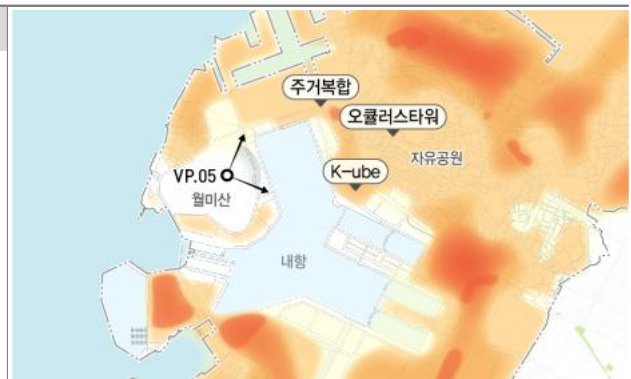 주거복합
오큘러스타워
자유공원
K-ube
VP.05
월미산
내항